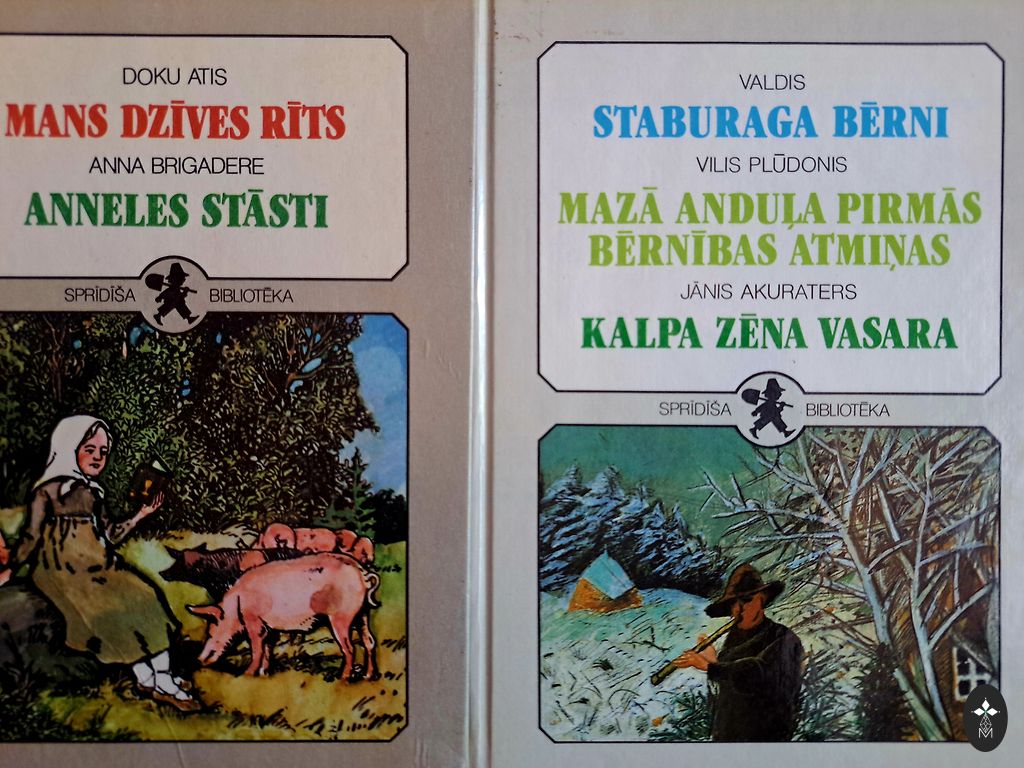 DOKU ATIS
MANS DZĪVES RĪTS
ANNA BRIGADERE
ANNELES STĀSTI
SPRĪDĪŠA BIBLIOTĒKA
VALDIS
STABURAGA BĒRNI
VILIS PLŪDONIS
MAZĀ ANDUĻA PIRMĀS
BĒRNĪBAS ATMIŅAS
JĀNIS AKURATERS
KALPA ZĒNA VASARA
SPRĪDĪŠA BIBLIOTĒKA
M